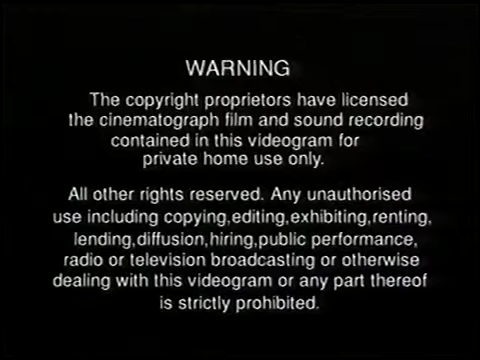 WARNING
The copyright proprietors have licensed
the cinematograph film and sound recording
contained in this videogram for
private home use only.
All other rights reserved. Any unauthorised
use including copying,editing,exhibiting,renting,
lending,diffusion,hiring,public performance,
radio or television broadcasting or otherwise
dealing with this videogram or any part thereof
is strictly prohibited.